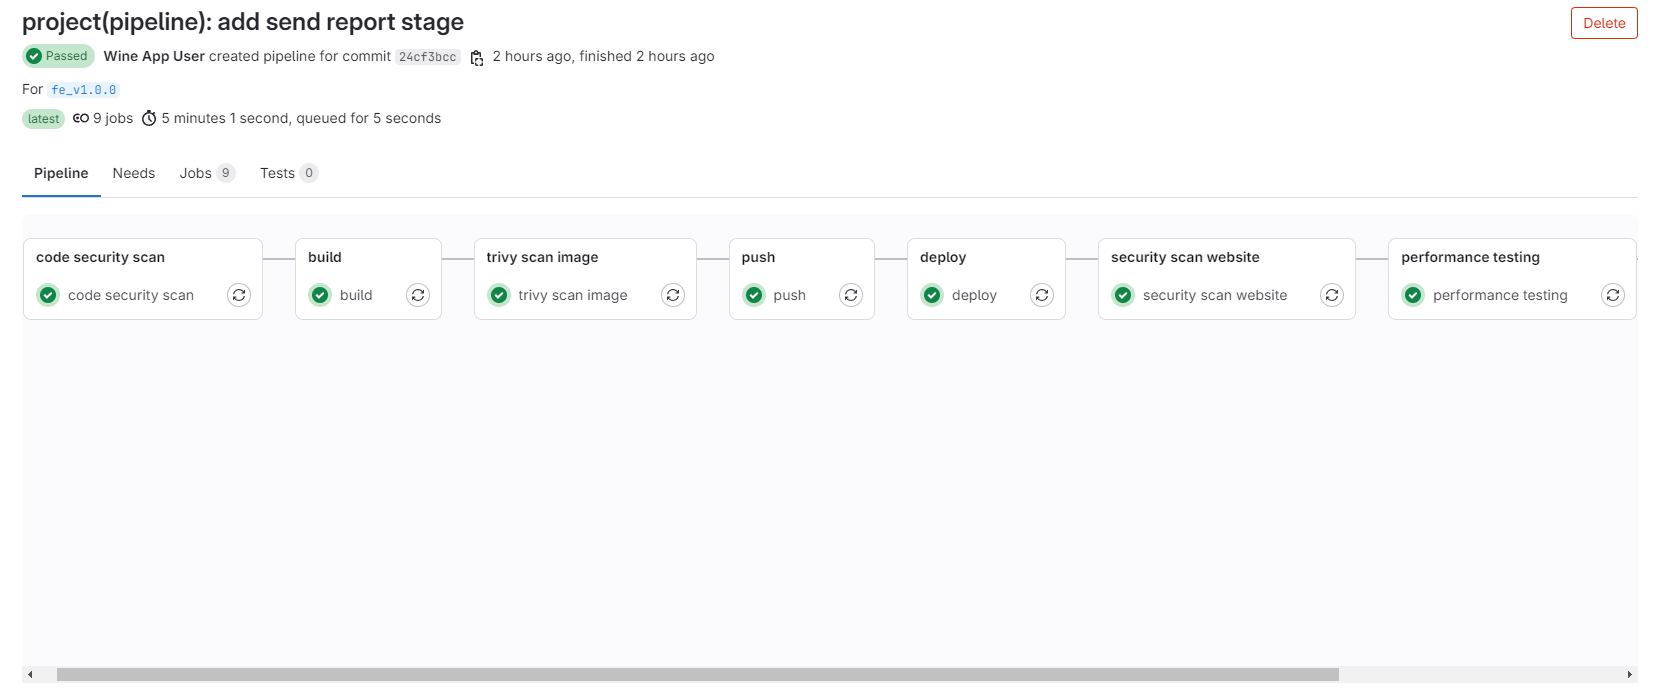 project(pipeline): add send report stage
Delete
Passed Wine App User created pipeline for commit 24cf3bcc 2 hours ago, finished 2 hours ago
For fe_v1.0.0
latest 9 jobs 5 minutes 1 second, queued for 5 seconds
Pipeline Needs Jobs 9 Tests 0
code security scan
code security scan
build
build
trivy scan image
trivy scan image
push
push
deploy
deploy
security scan website
security scan website
performance testing
performance testing